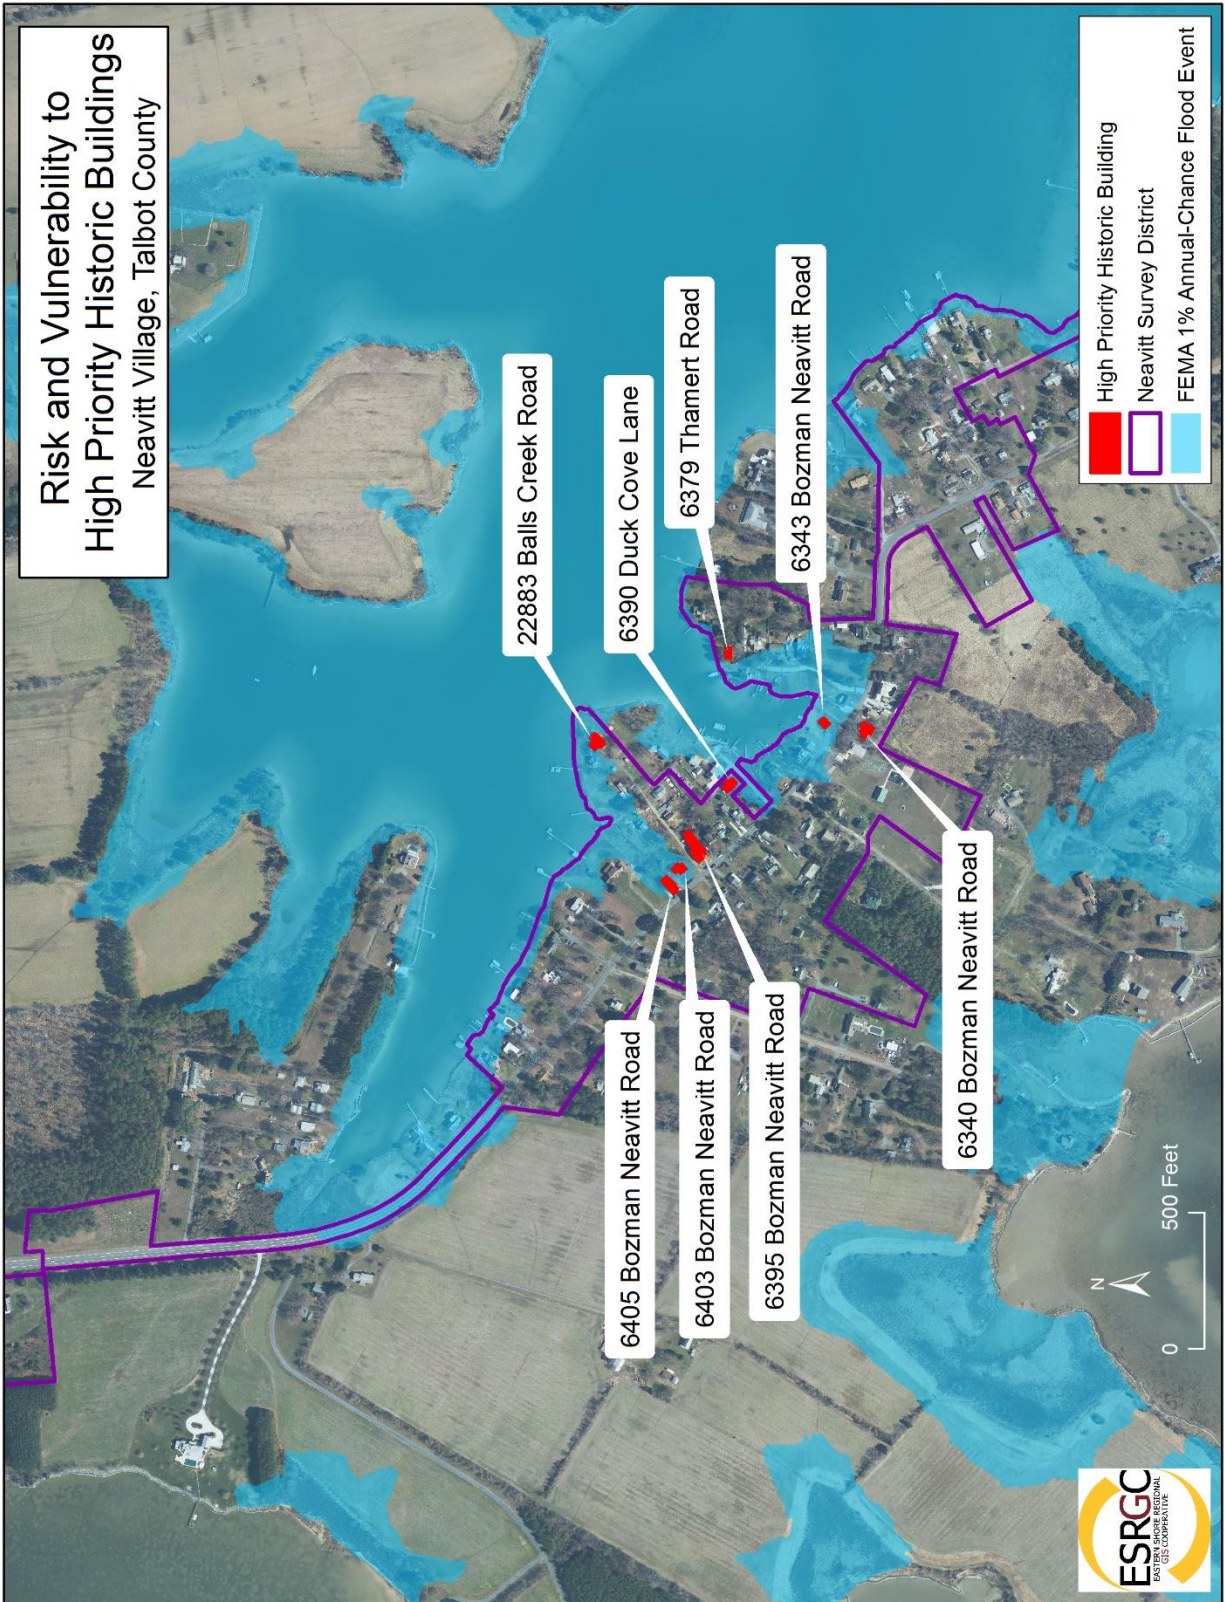 Risk and Vulnerability to
High Priority Historic Buildings
Neavitt Village, Talbot County
22883 Balls Creek Road
6390 Duck Cove Lane
6379 Thamert Road
6343 Bozman Neavitt Road
6405 Bozman Neavitt Road
6403 Bozman Neavitt Road
6395 Bozman Neavitt Road
6340 Bozman Neavitt Road
High Priority Historic Building
Neavitt Survey District
FEMA 1% Annual-Chance Flood Event
N
0 500 Feet
ESRGC
EASTERN SHORE REGIONAL
GIS COOPERATIVE